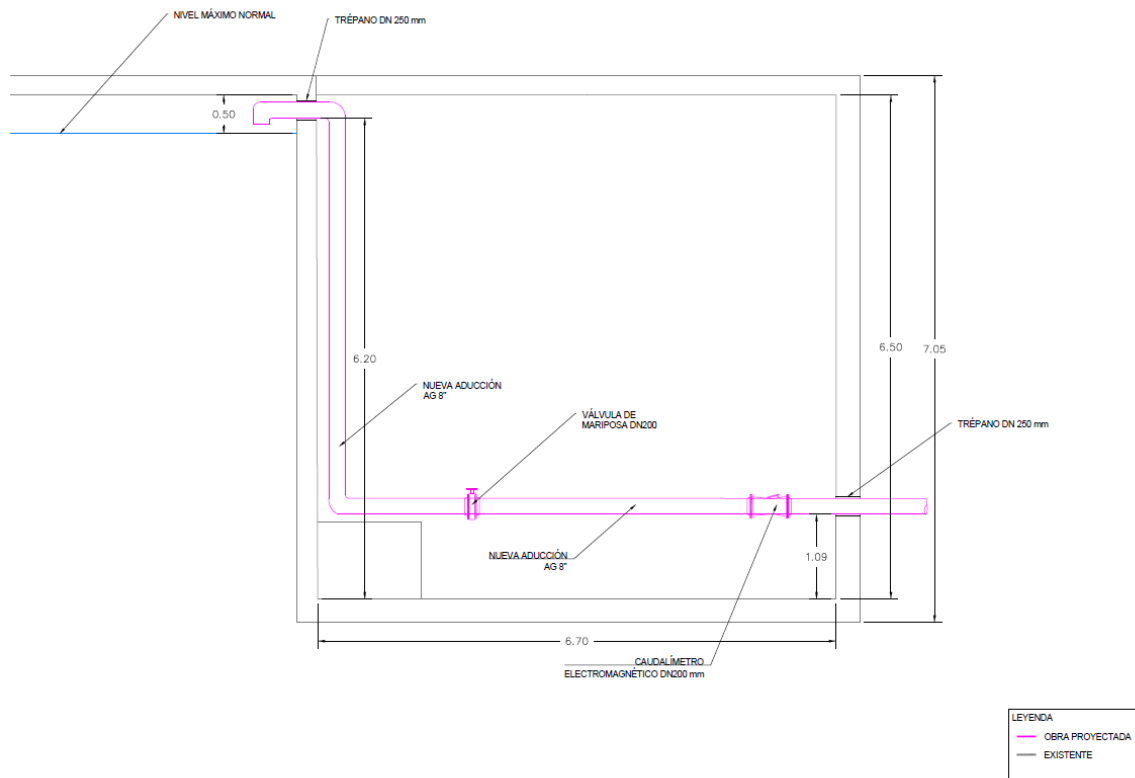 NIVEL MÁXIMO NORMAL
TRÉPANO DN 250 mm
0.50
6.20
6.50
7.05
NUEVA ADUCCIÓN
AG 8"
VÁLVULA DE
MARIPOSA DN200
TRÉPANO DN 250 mm
NUEVA ADUCCIÓN
AG 8"
1.09
6.70
CAUDALÍMETRO
ELECTROMAGNÉTICO DN200 mm
LEYENDA
OBRA PROYECTADA
EXISTENTE